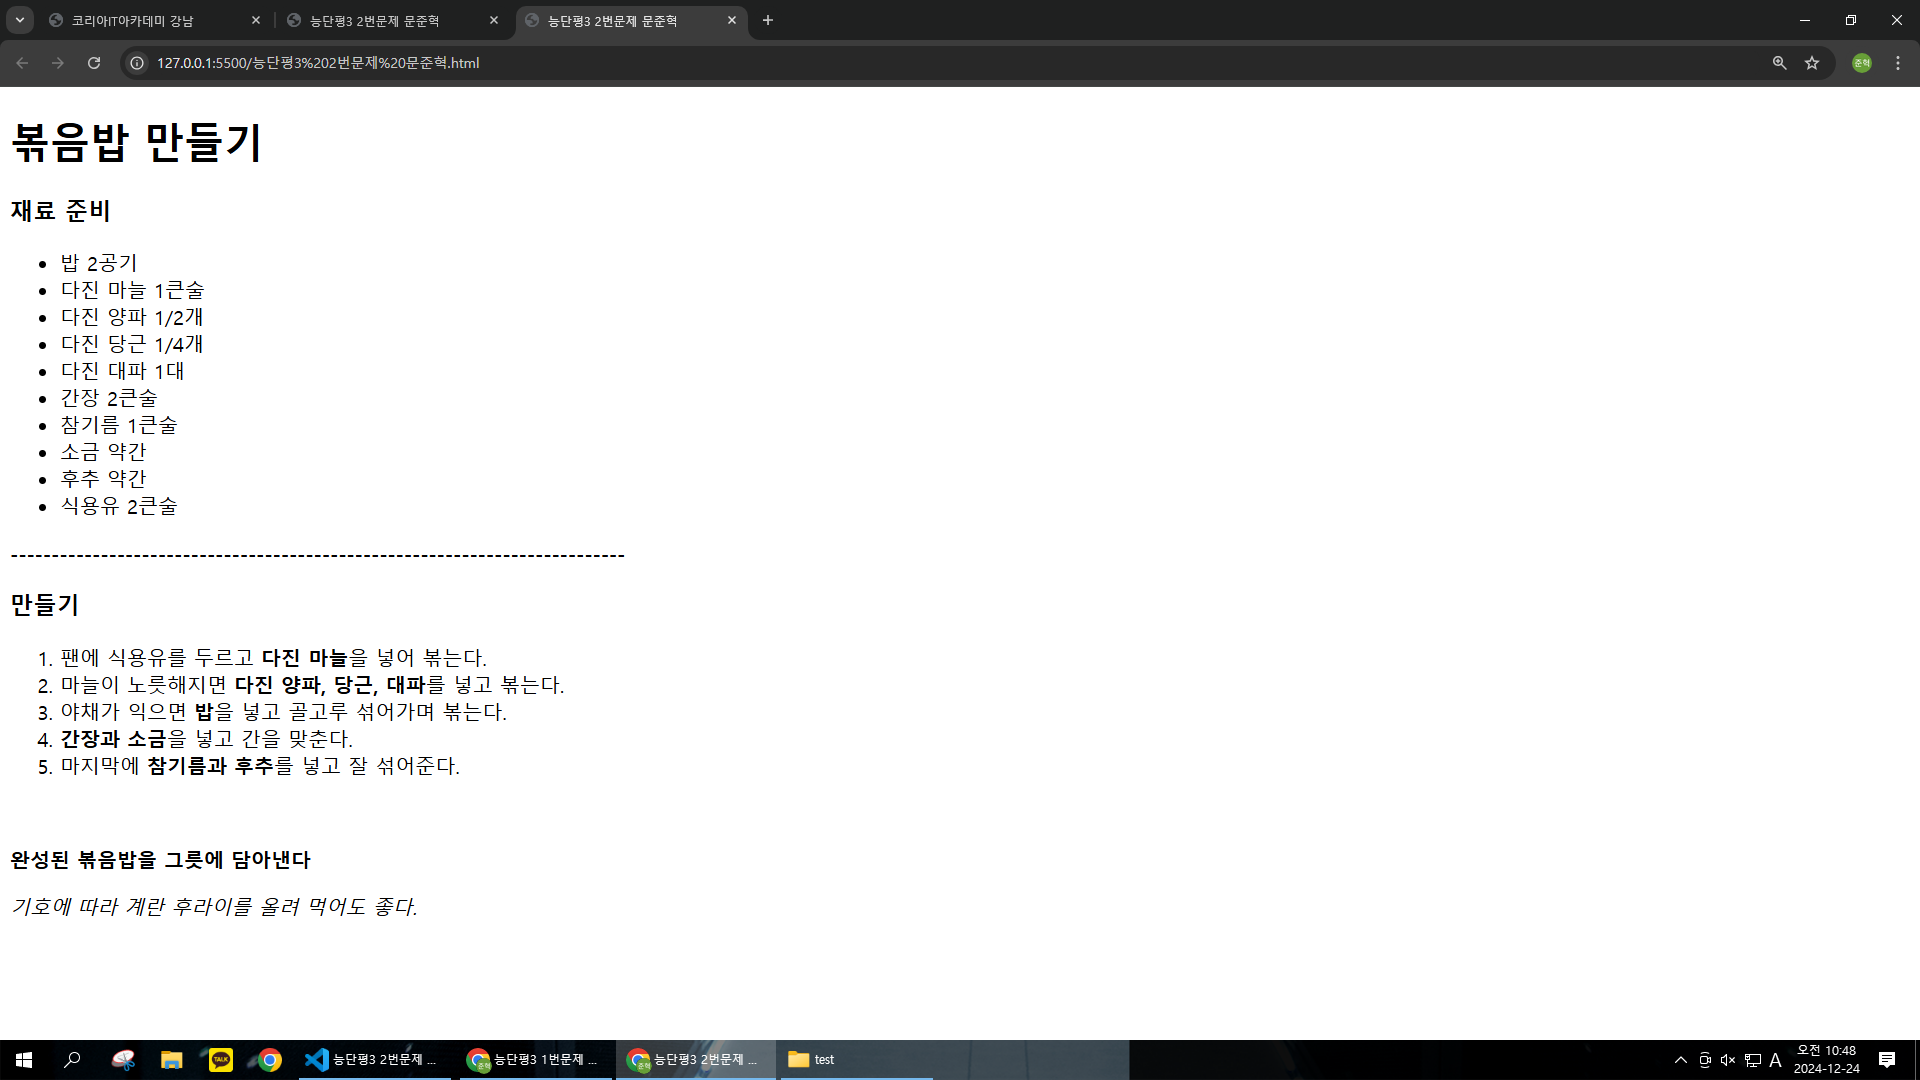 코리아IT아카데미 강남
능단평3 2번문제 문준혁
능단평3 2번문제 문준혁
127.0.0.1:5500/능단평3%202번문제%20문준혁.html
준혁
볶음밥 만들기
재료 준비
• 밥 2공기
• 다진 마늘 1큰술
• 다진 양파 1/2개
• 다진 당근 1/4개
• 다진 대파 1대
• 간장 2큰술
• 참기름 1큰술
• 소금 약간
• 후추 약간
• 식용유 2큰술
---------------------------------------------------------------------------
만들기
1. 팬에 식용유를 두르고 다진 마늘을 넣어 볶는다.
2. 마늘이 노릇해지면 다진 양파, 당근, 대파를 넣고 볶는다.
3. 야채가 익으면 밥을 넣고 골고루 섞어가며 볶는다.
4. 간장과 소금을 넣고 간을 맞춘다.
5. 마지막에 참기름과 후추를 넣고 잘 섞어준다.
완성된 볶음밥을 그릇에 담아낸다
기호에 따라 계란 후라이를 올려 먹어도 좋다.
TALK
능단평3 2번문제 ...
준혁
능단평3 1번문제 ...
준혁
능단평3 2번문제 ...
test
A
오전 10:48
2024-12-24